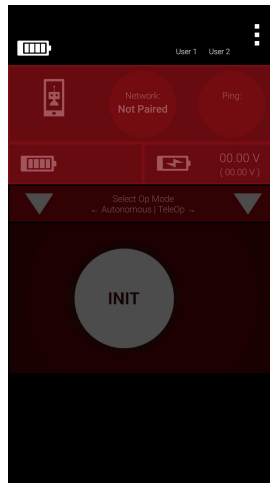 User 1 User 2
Network:
Not Paired
Ping:
00.00 V
( 00.00 V )
Select Op Mode
← Autonomous | TeleOp →
INIT